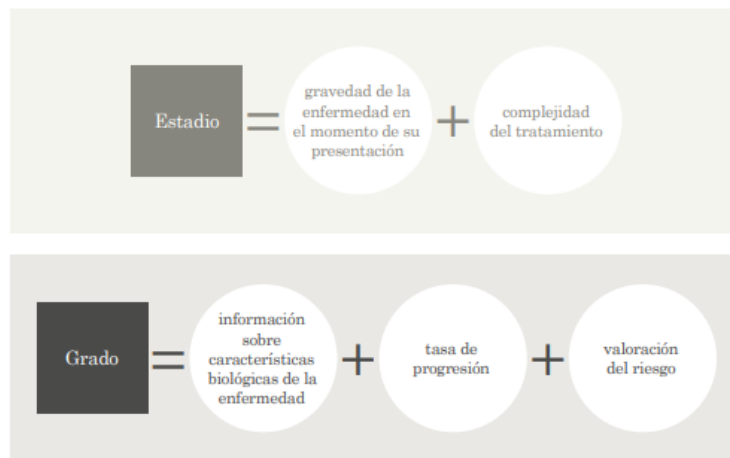 Estadio
=
gravedad de la
enfermedad en
el momento de su
presentación
+
complejidad
del tratamiento
Grado
=
información
sobre
características
biológicas de la
enfermedad
+
tasa de
progresión
+
valoración
del riesgo